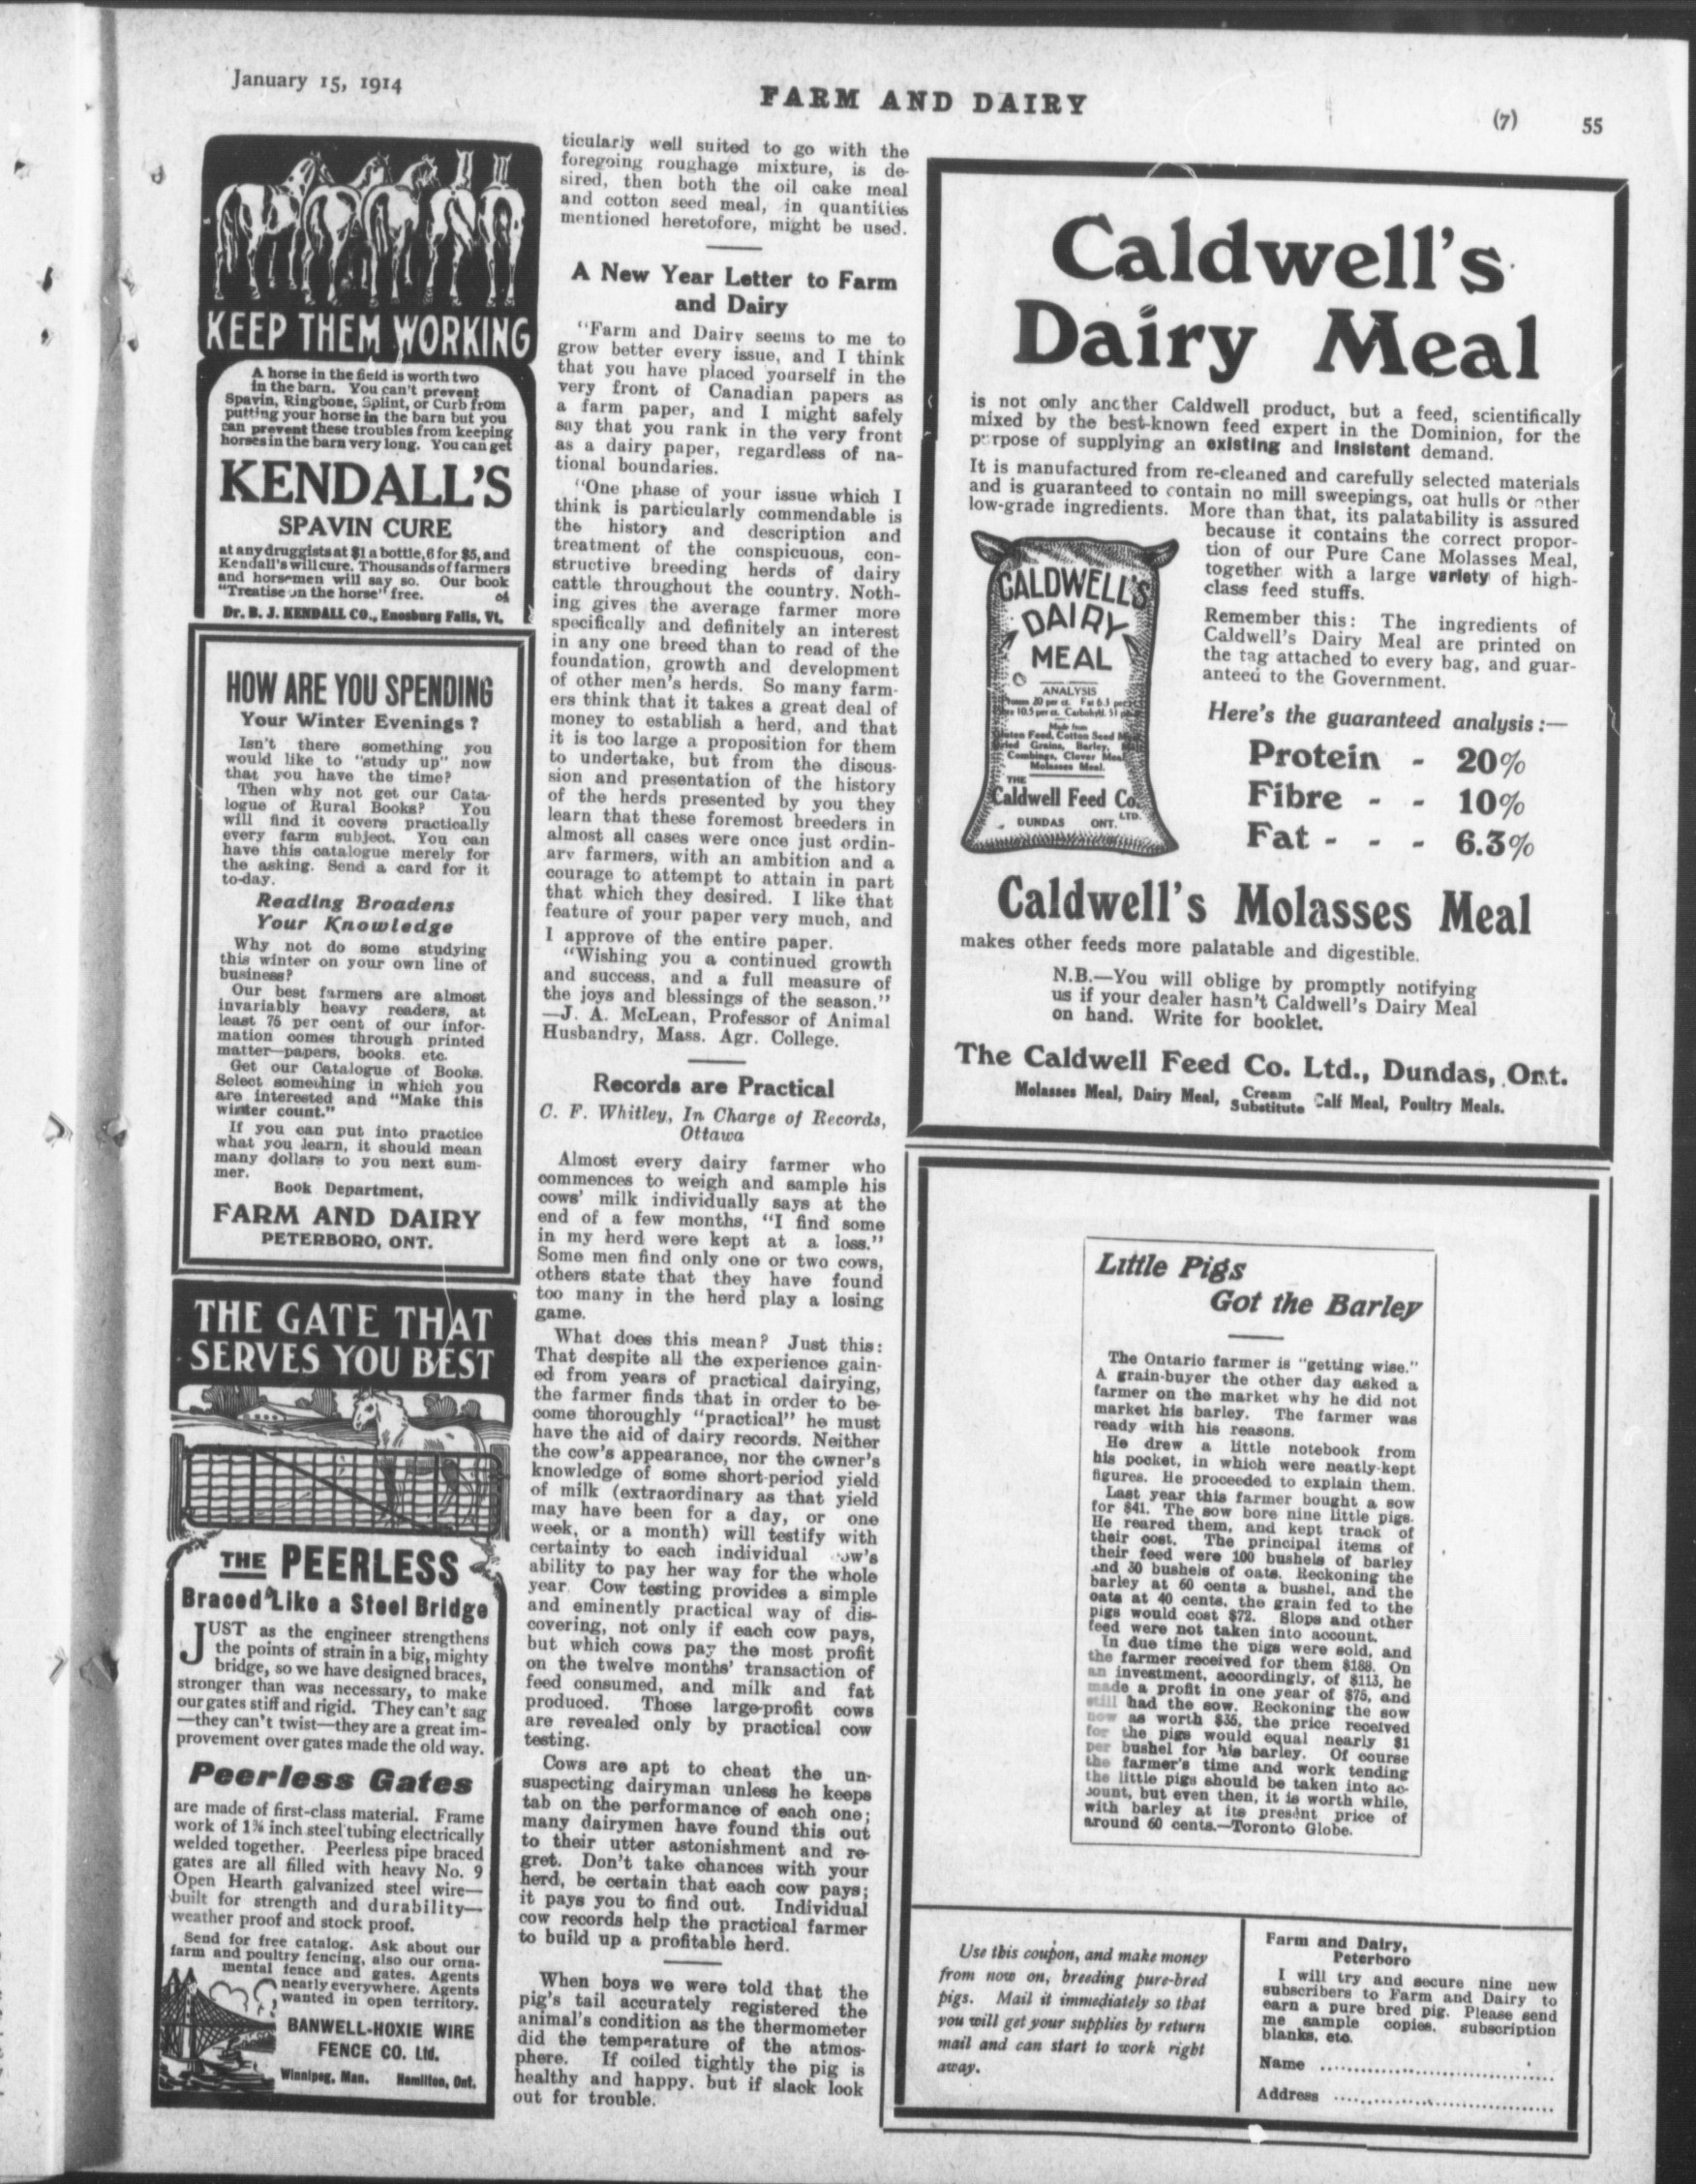 January 15, 1914
FARM AND DAIRY
(7) 55
KEEP THEM WORKING
A horse in the field is worth two
in the barn. You can't prevent
Spavin, Ringbone, Splint, or Curb from
putting your horse in the barn but you
can prevent these troubles from keeping
horses in the barn very long. You can get
KENDALL'S
SPAVIN CURE
at any druggists at $1 a bottle, 6 for $5, and
Kendall's will cure. Thousands of farmers
and horsemen will say so. Our book
"Treatise on the horse" free. 04
Dr. B. J. KENDALL CO., Enosburg Falls, Vt.
HOW ARE YOU SPENDING
Your Winter Evenings?
Isn't there something you
would like to "study up" now
that you have the time?
Then why not get our Cata-
logue of Rural Books? You
will find it covers practically
every farm subject. You can
have this catalogue merely for
the asking. Send a card for it
to-day.
Reading Broadens
Your Knowledge
Why not do some studying
this winter on your own line of
business?
Our best farmers are almost
invariably heavy readers, at
least 75 per cent of our infor-
mation comes through printed
matter—papers, books. etc.
Get our Catalogue of Books.
Select something in which you
are interested and "Make this
winter count."
If you can put into practice
what you learn, it should mean
many dollars to you next sum-
mer.
Book Department,
FARM AND DAIRY
PETERBORO, ONT.
THE GATE THAT
SERVES YOU BEST
THE PEERLESS
Braced Like a Steel Bridge
JUST as the engineer strengthens
the points of strain in a big, mighty
bridge, so we have designed braces,
stronger than was necessary, to make
our gates stiff and rigid. They can't sag
—they can't twist—they are a great im-
provement over gates made the old way.
Peerless Gates
are made of first-class material. Frame
work of 1⅝ inch steel tubing electrically
welded together. Peerless pipe braced
gates are all filled with heavy No. 9
Open Hearth galvanized steel wire—
built for strength and durability—
weather proof and stock proof.
Send for free catalog. Ask about our
farm and poultry fencing, also our orna-
mental fence and gates. Agents
nearly everywhere. Agents
wanted in open territory.
BANWELL-HOXIE WIRE
FENCE CO. Ltd.
Winnipeg, Man. Hamilton, Ont.
ticularly well suited to go with the
foregoing roughage mixture, is de-
sired, then both the oil cake meal
and cotton seed meal, in quantities
mentioned heretofore, might be used.
A New Year Letter to Farm
and Dairy
"Farm and Dairy seems to me to
grow better every issue, and I think
that you have placed yourself in the
very front of Canadian papers as
a farm paper, and I might safely
say that you rank in the very front
as a dairy paper, regardless of na-
tional boundaries.
"One phase of your issue which I
think is particularly commendable is
the history and description and
treatment of the conspicuous, con-
structive breeding herds of dairy
cattle throughout the country. Noth-
ing gives the average farmer more
specifically and definitely an interest
in any one breed than to read of the
foundation, growth and development
of other men's herds. So many farm-
ers think that it takes a great deal of
money to establish a herd, and that
it is too large a proposition for them
to undertake, but from the discus-
sion and presentation of the history
of the herds presented by you they
learn that these foremost breeders in
almost all cases were once just ordin-
ary farmers, with an ambition and a
courage to attempt to attain in part
that which they desired. I like that
feature of your paper very much, and
I approve of the entire paper.
"Wishing you a continued growth
and success, and a full measure of
the joys and blessings of the season."
—J. A. McLean, Professor of Animal
Husbandry, Mass. Agr. College.
Records are Practical
C. F. Whitley, In Charge of Records,
Ottawa
Almost every dairy farmer who
commences to weigh and sample his
cows' milk individually says at the
end of a few months, "I find some
in my herd were kept at a loss."
Some men find only one or two cows,
others state that they have found
too many in the herd play a losing
game.
What does this mean? Just this:
That despite all the experience gain-
ed from years of practical dairying,
the farmer finds that in order to be-
come thoroughly "practical" he must
have the aid of dairy records. Neither
the cow's appearance, nor the owner's
knowledge of some short-period yield
of milk (extraordinary as that yield
may have been for a day, or one
week, or a month) will testify with
certainty to each individual cow's
ability to pay her way for the whole
year. Cow testing provides a simple
and eminently practical way of dis-
covering, not only if each cow pays,
but which cows pay the most profit
on the twelve months' transaction of
feed consumed, and milk and fat
produced. Those large-profit cows
are revealed only by practical cow
testing.
Cows are apt to cheat the un-
suspecting dairyman unless he keeps
tab on the performance of each one;
many dairymen have found this out
to their utter astonishment and re-
gret. Don't take chances with your
herd, be certain that each cow pays;
it pays you to find out. Individual
cow records help the practical farmer
to build up a profitable herd.
When boys we were told that the
pig's tail accurately registered the
animal's condition as the thermometer
did the temperature of the atmos-
phere. If coiled tightly the pig is
healthy and happy. but if slack look
out for trouble.
Caldwell's
Dairy Meal
is not only another Caldwell product, but a feed, scientifically
mixed by the best-known feed expert in the Dominion, for the
purpose of supplying an existing and insistent demand.
It is manufactured from re-cleaned and carefully selected materials
and is guaranteed to contain no mill sweepings, oat hulls or other
low-grade ingredients. More than that, its palatability is assured
because it contains the correct propor-
tion of our Pure Cane Molasses Meal,
together with a large variety of high-
class feed stuffs.
Remember this: The ingredients of
Caldwell's Dairy Meal are printed on
the tag attached to every bag, and guar-
anteed to the Government.
CALDWELL'S
DAIRY
MEAL
ANALYSIS
Protein 20 per ct. Fat 6.3 per
Fibre 10.5 per ct. Carbohyd. 51
Made from
Gluten Feed, Cotton Seed Meal
Dried Grains, Barley, Malt
Combings, Clover Meal
Molasses Meal.
THE
Caldwell Feed Co.
LTD.
DUNDAS ONT.
Here's the guaranteed analysis:—
Protein - 20%
Fibre - - 10%
Fat - - - 6.3%
Caldwell's Molasses Meal
makes other feeds more palatable and digestible.
N.B.—You will oblige by promptly notifying
us if your dealer hasn't Caldwell's Dairy Meal
on hand. Write for booklet.
The Caldwell Feed Co. Ltd., Dundas, Ont.
Molasses Meal, Dairy Meal, Cream Substitute Calf Meal, Poultry Meals.
Little Pigs
Got the Barley
The Ontario farmer is "getting wise."
A grain-buyer the other day asked a
farmer on the market why he did not
market his barley. The farmer was
ready with his reasons.
He drew a little notebook from
his pocket, in which were neatly-kept
figures. He proceeded to explain them.
Last year this farmer bought a sow
for $41. The sow bore nine little pigs.
He reared them, and kept track of
their cost. The principal items of
their feed were 100 bushels of barley
and 30 bushels of oats. Reckoning the
barley at 60 cents a bushel, and the
oats at 40 cents, the grain fed to the
pigs would cost $72. Slops and other
feed were not taken into account.
In due time the pigs were sold, and
the farmer received for them $188. On
an investment, accordingly, of $113, he
made a profit in one year of $75, and
still had the sow. Reckoning the sow
now as worth $35, the price received
for the pigs would equal nearly $1
per bushel for his barley. Of course
the farmer's time and work tending
the little pigs should be taken into ac-
count, but even then, it is worth while,
with barley at its present price of
around 60 cents.—Toronto Globe.
Use this coupon, and make money
from now on, breeding pure-bred
pigs. Mail it immediately so that
you will get your supplies by return
mail and can start to work right
away.
Farm and Dairy,
Peterboro
I will try and secure nine new
subscribers to Farm and Dairy to
earn a pure bred pig. Please send
me sample copies, subscription
blanks, etc.
Name ....................................
Address ..................................